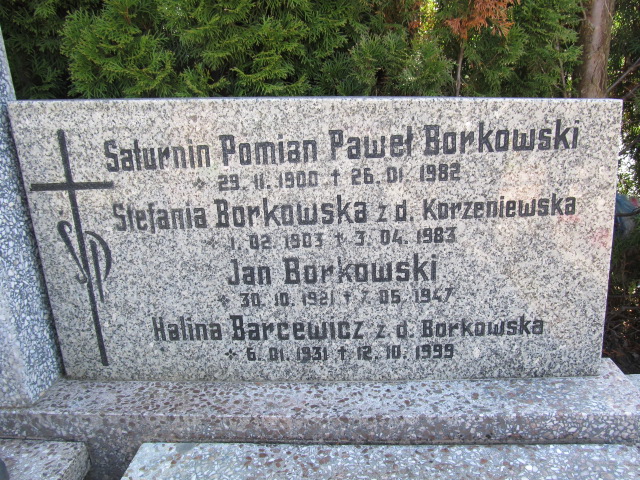 Saturnin Pomian Paweł Borkowski
* 29. 11. 1900 † 26. 01. 1982
Stefania Borkowska z d. Korzeniewska
* 1. 02. 1903 † 3. 04. 1983
Jan Borkowski
* 30. 10. 1921 † 7. 05. 1947
Halina Barcewicz z d. Borkowska
* 6. 01. 1931 † 12. 10. 1999
ŚP